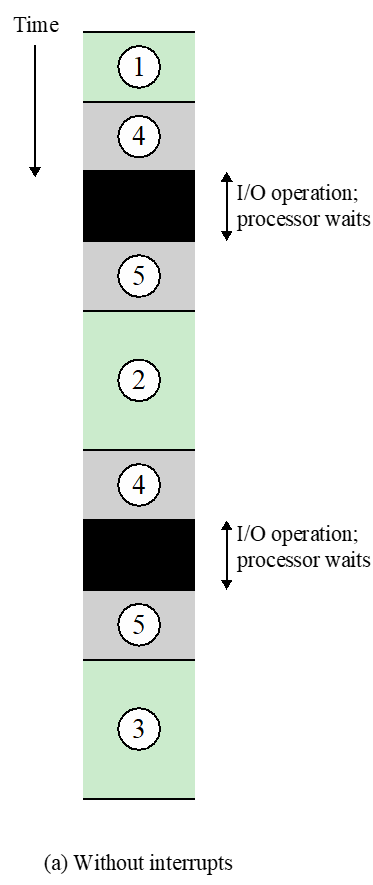 Time
1
4
I/O operation;
processor waits
5
2
4
I/O operation;
processor waits
5
3
(a) Without interrupts